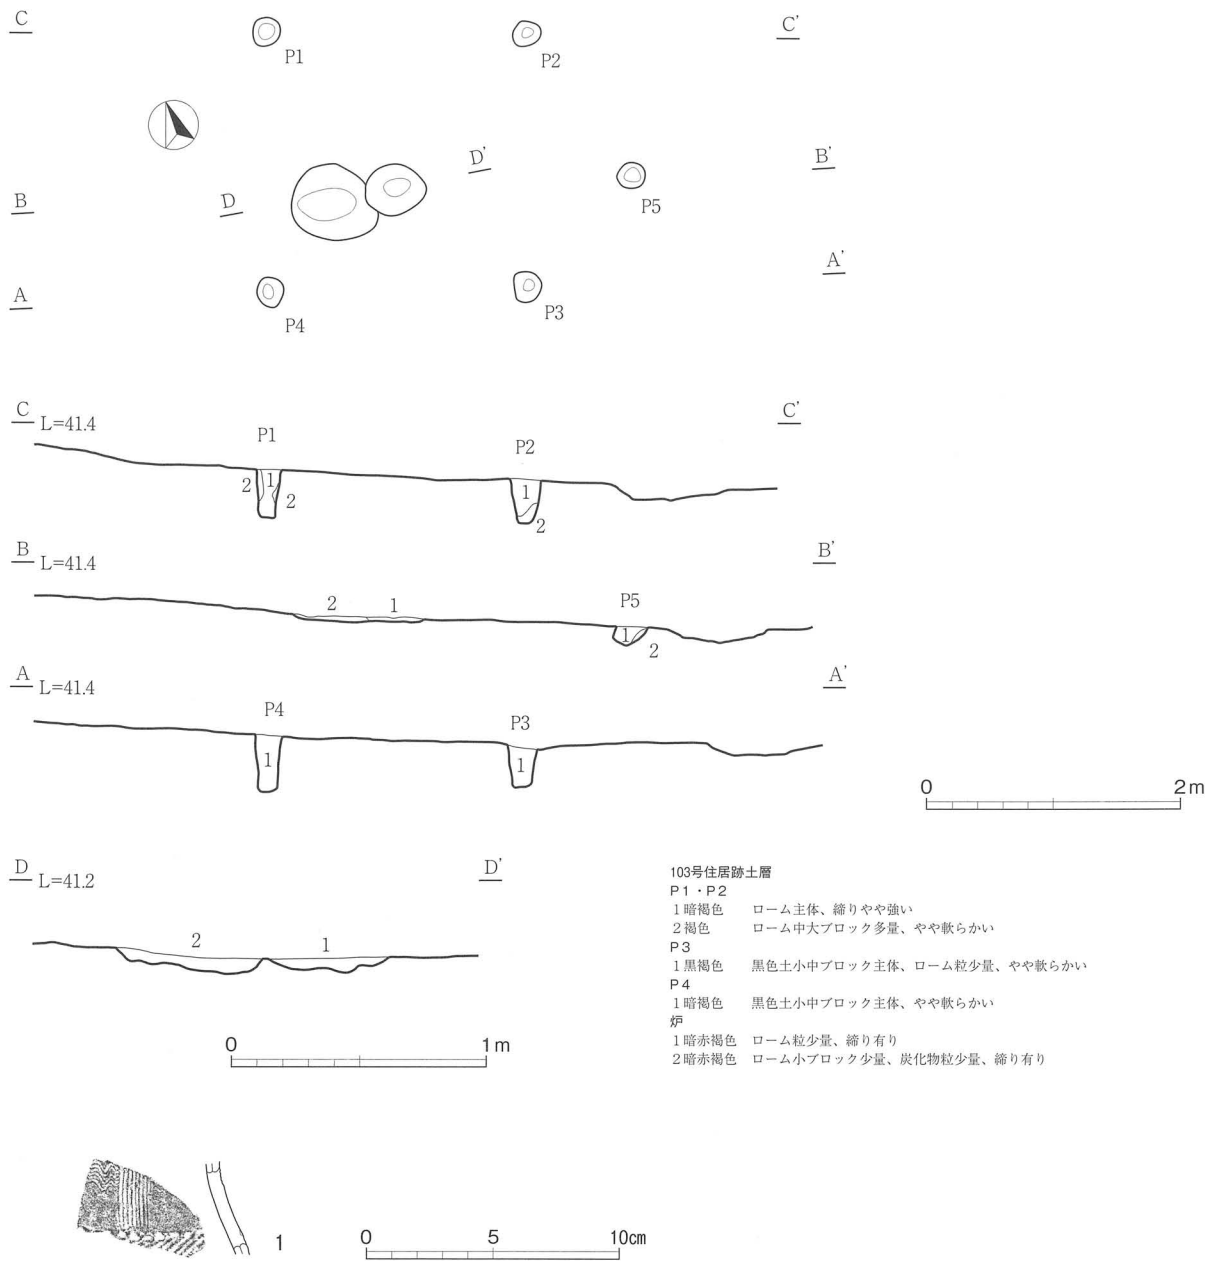 C C'
P1 P2
D' B'
B D P5
A'
A
P4 P3
C L=41.4 C'
P1 P2
2 1 2 1 2
B L=41.4 B'
2 1 P5
1 2
A L=41.4 A'
P4 P3
1 1
0 2m
D L=41.2 D'
2 1
0 1m
103号住居跡土層
P1・P2
1暗褐色 ローム主体、締りやや強い
2褐色 ローム中大ブロック多量、やや軟らかい
P3
1黒褐色 黒色土小中ブロック主体、ローム粒少量、やや軟らかい
P4
1暗褐色 黒色土小中ブロック主体、やや軟らかい
炉
1暗赤褐色 ローム粒少量、締り有り
2暗赤褐色 ローム小ブロック少量、炭化物粒少量、締り有り
1
0 5 10cm